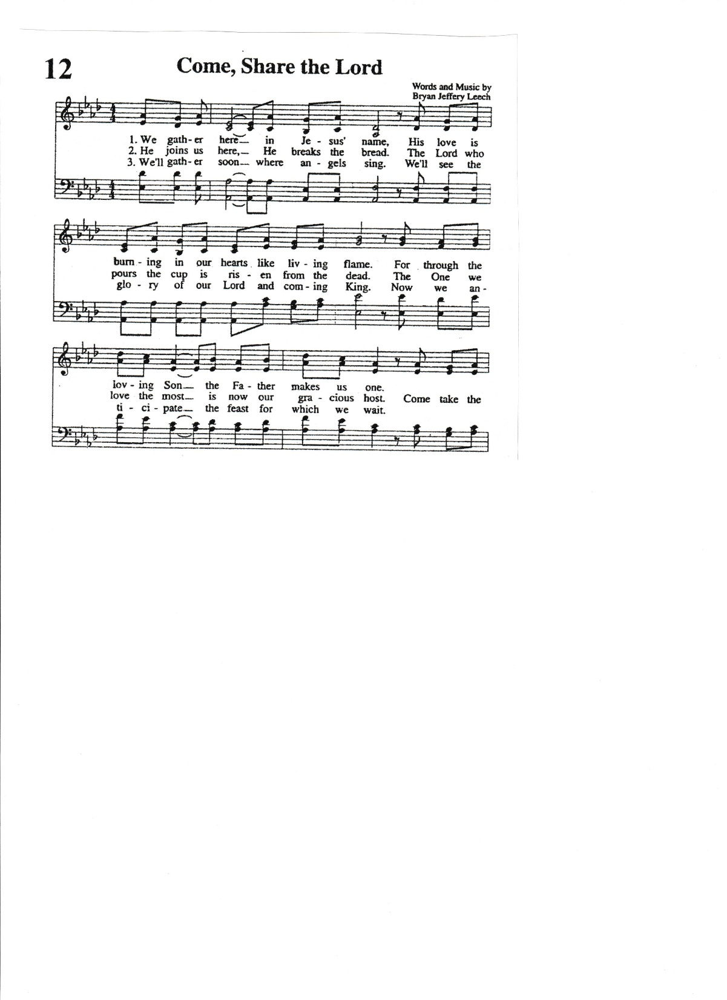 12
Come, Share the Lord
Words and Music by
Bryan Jeffery Leech
1. We gath-er here in Je - sus' name, His love is
2. He joins us here, He breaks the bread. The Lord who
3. We'll gath-er soon where an - gels sing. We'll see the
burn - ing in our hearts like liv - ing flame. For through the
pours the cup is ris - en from the dead. The One we
glo - ry of our Lord and com - ing King. Now we an -
lov - ing Son the Fa - ther makes us one.
love the most is now our gra - cious host. Come take the
ti - ci - pate the feast for which we wait.